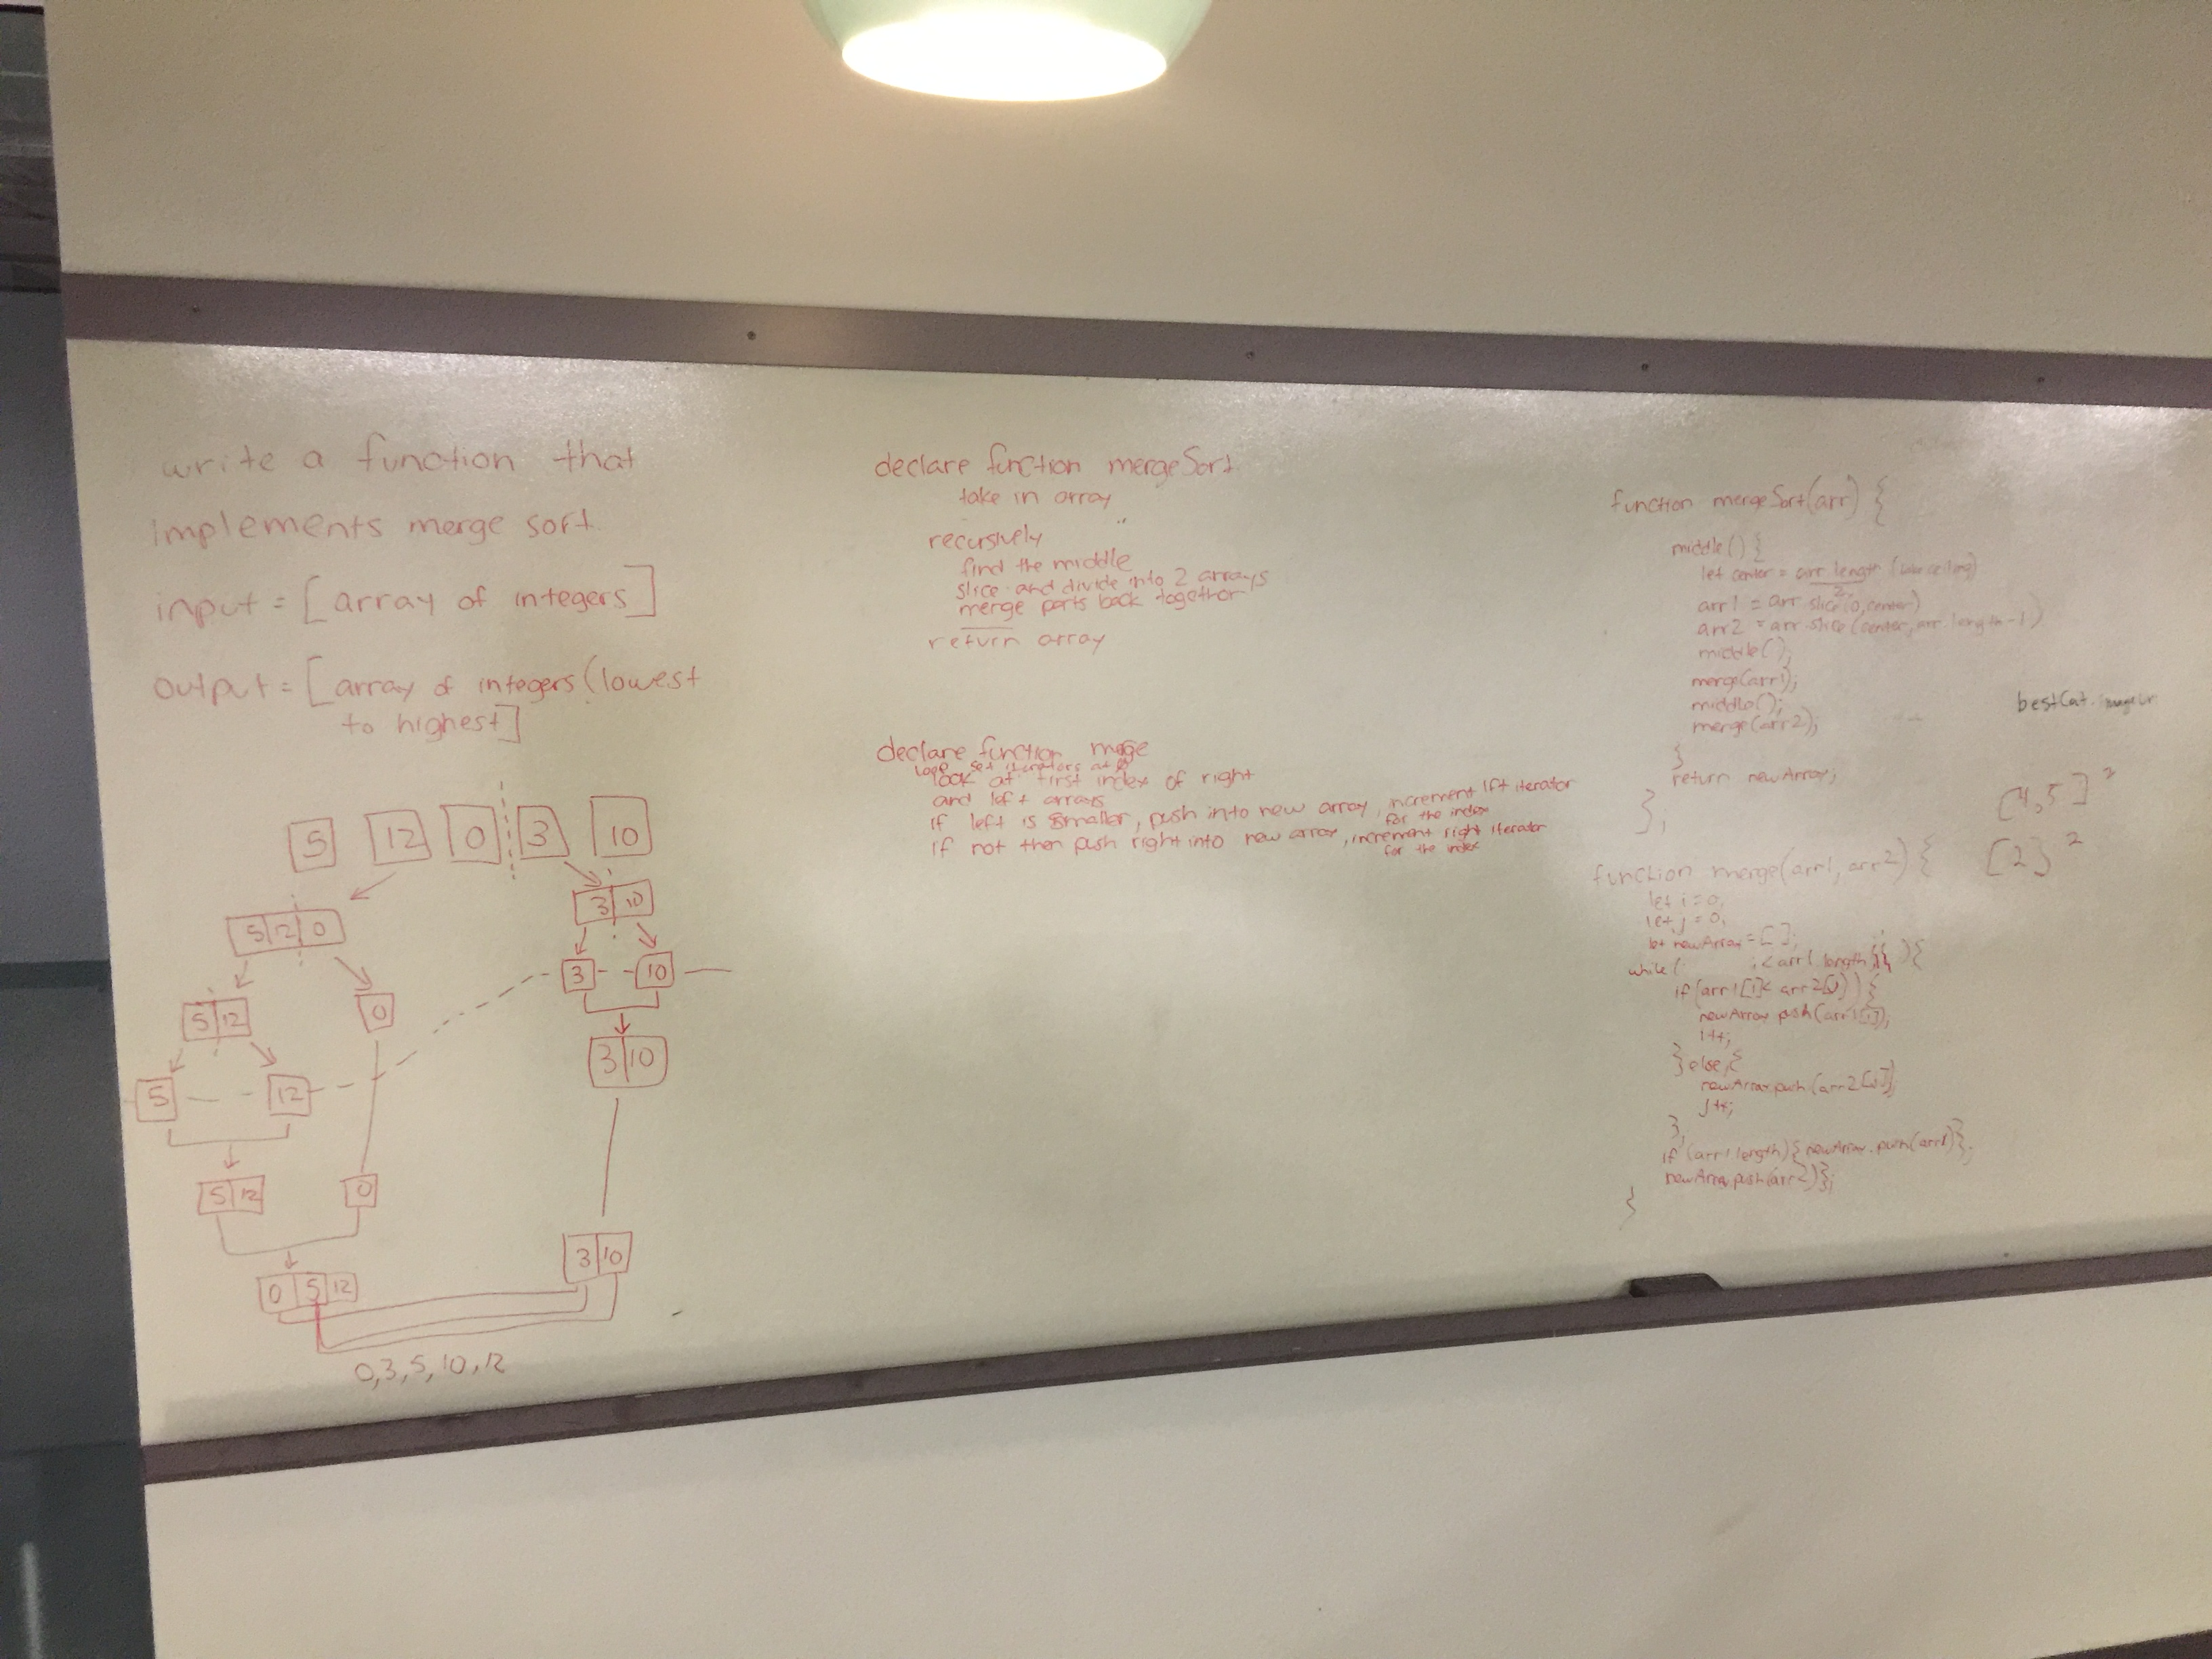 write a function that
implements merge sort.
input = [array of integers]
output = [array of integers (lowest
to highest]
5 12 0 3 10
5 12 0
3 10
5 12
0
3 10
5
12
3 10
5 12
0
3 10
0 5 12
0,3,5,10,12
declare function mergeSort
take in array
recursively
find the middle
slice and divide into 2 arrays
merge parts back together
return array
declare function merge
loop set iterators at 0
look at first index of right
and left arrays
if left is smaller, push into new array, increment lft iterator
for the index
if not then push right into new array, increment right iterator
for the index
function mergeSort(arr) {
middle() {
let center = arr.length
2
arr1 = arr.slice(0,center)
arr2 = arr.slice(center, arr.length-1)
middle();
merge(arr1);
middle();
merge(arr2);
}
return newArray;
},
function merge(arr1, arr2) {
let i = 0,
let j = 0,
let newArray = [];
while ( i < arr1.length ) {
if (arr1[i] < arr2[j]) {
newArray.push(arr1[i]),
i++;
} else {
newArray.push(arr2[j])
j++;
},
if (arr1.length) { newArray.push(arr1)};
newArray.push(arr2)};
}
bestCat.
[4,5]²
[2]²